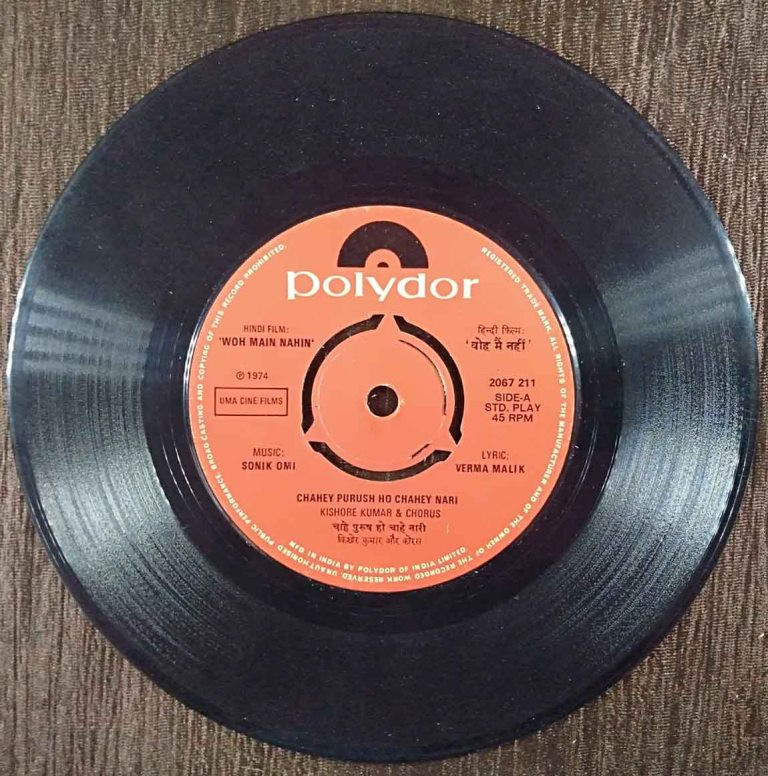 polydor
HINDI FILM:
'WOH MAIN NAHIN'
हिन्दी फ़िल्म:
'वोह मैं नहीं'
℗ 1974
UMA CINE FILMS
2067 211
SIDE-A
STD. PLAY
45 RPM
MUSIC:
SONIK OMI
LYRIC:
VERMA MALIK
CHAHEY PURUSH HO CHAHEY NARI
KISHORE KUMAR & CHORUS
चाहे पुरूष हो चाहे नारी
किशोर कुमार और कोरस
REGISTERED TRADE MARK. ALL RIGHTS OF THE MANUFACTURER AND OF THE OWNER OF THE RECORDED WORK RESERVED. UNAUTHORISED PUBLIC PERFORMANCE, BROADCASTING AND COPYING OF THIS RECORD PROHIBITED.
MFD IN INDIA BY POLYDOR OF INDIA LIMITED.